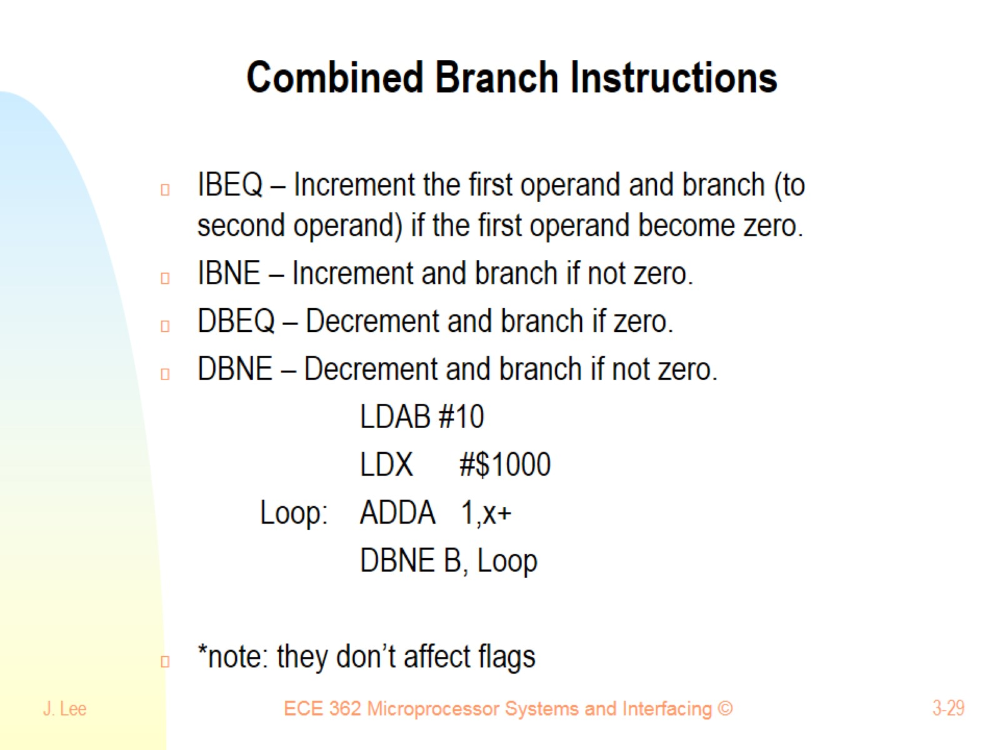 Combined Branch Instructions
IBEQ – Increment the first operand and branch (to
second operand) if the first operand become zero.
IBNE – Increment and branch if not zero.
DBEQ – Decrement and branch if zero.
DBNE – Decrement and branch if not zero.
LDAB #10
LDX #$1000
Loop: ADDA 1,x+
DBNE B, Loop
*note: they don’t affect flags
J. Lee ECE 362 Microprocessor Systems and Interfacing © 3-29